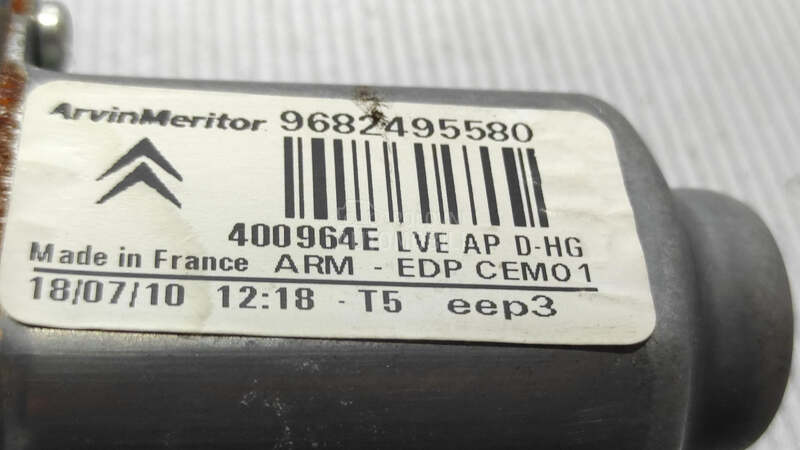 ArvinMeritor 9682495580
400964E LVE AP D-HG
Made in France ARM - EDP CEM01
18/07/10 12:18 - T5 eep3